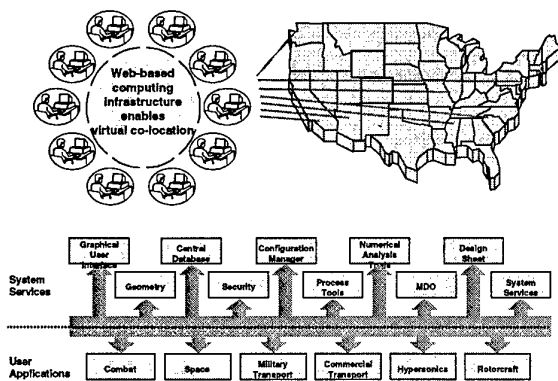 Web-based
computing
infrastructure
enables
virtual co-location
Graphical
User
Interface
Central
Database
Configuration
Manager
Numerical
Analysis
Tools
Design
Sheet
System
Services
Geometry
Security
Process
Tools
MDO
System
Services
User
Applications
Combat
Space
Military
Transport
Commercial
Transport
Hypersonics
Rotorcraft